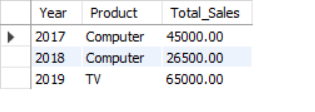 Year Product Total_Sales
2017 Computer 45000.00
2018 Computer 26500.00
2019 TV 65000.00